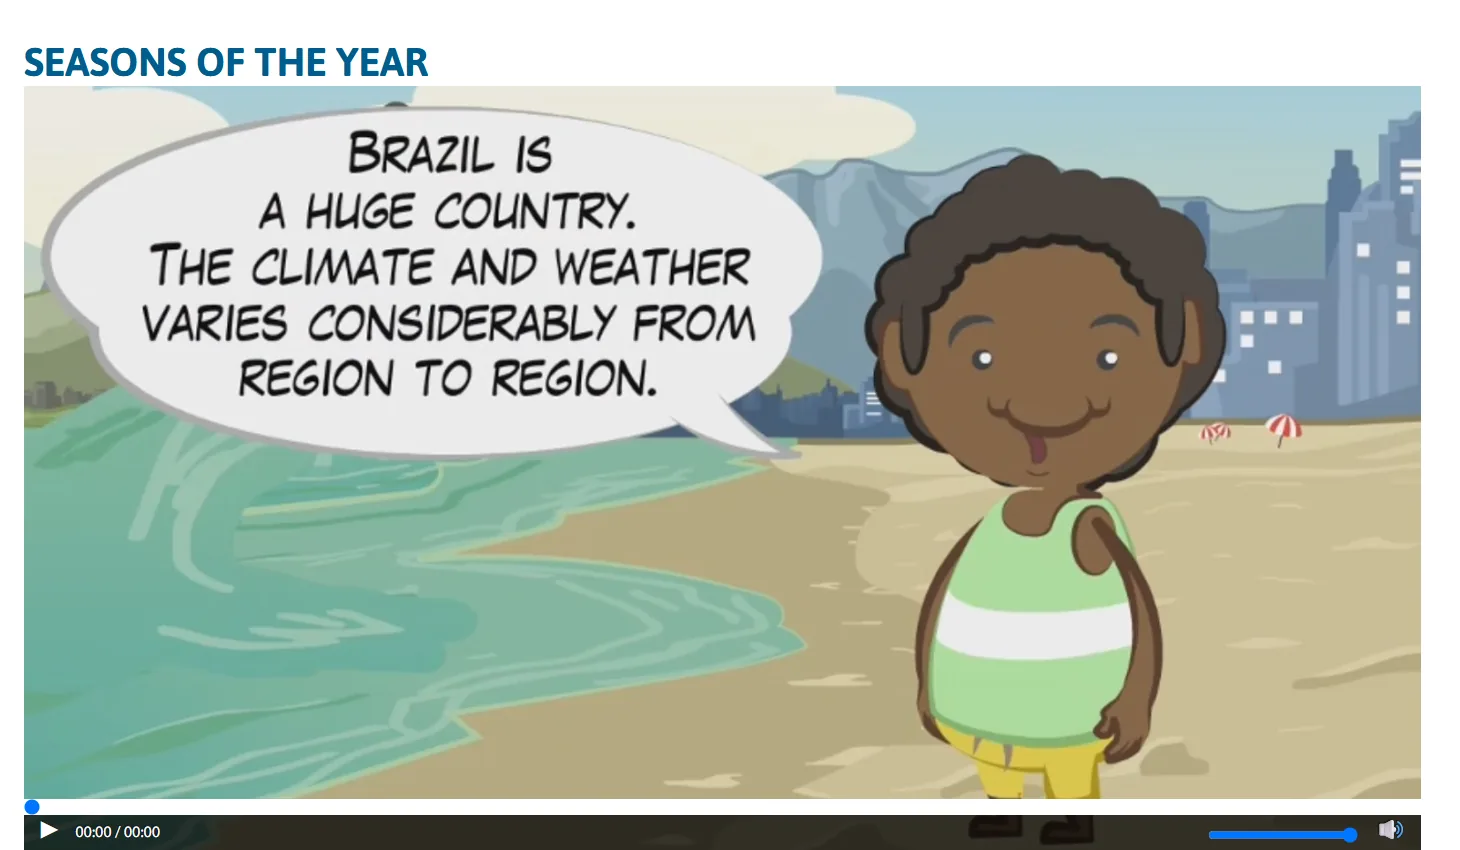 SEASONS OF THE YEAR
BRAZIL IS
A HUGE COUNTRY.
THE CLIMATE AND WEATHER
VARIES CONSIDERABLY FROM
REGION TO REGION.
00:00 / 00:00